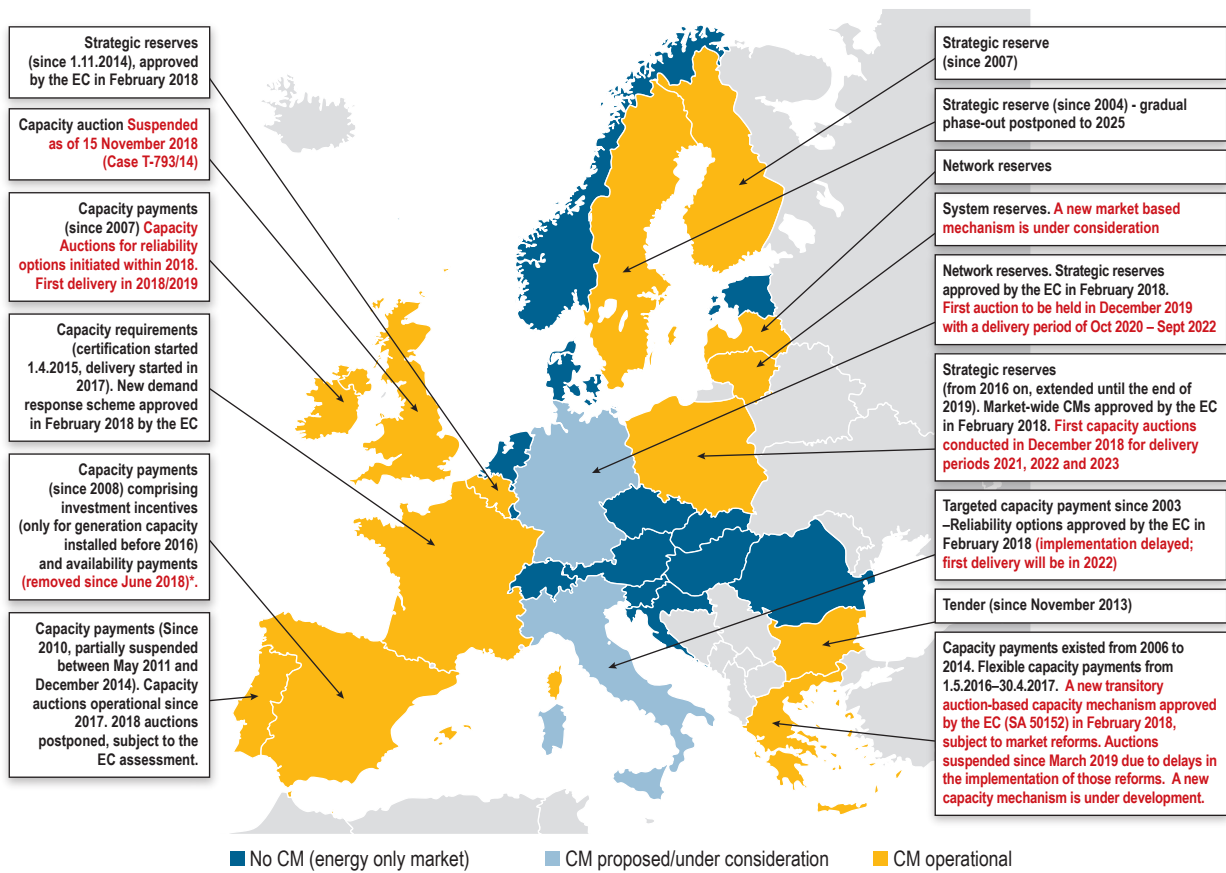 Strategic reserves
(since 1.11.2014), approved
by the EC in February 2018
Capacity auction Suspended
as of 15 November 2018
(Case T-793/14)
Capacity payments
(since 2007) Capacity
Auctions for reliability
options initiated within 2018.
First delivery in 2018/2019
Capacity requirements
(certification started
1.4.2015, delivery started in
2017). New demand
response scheme approved
in February 2018 by the EC
Capacity payments
(since 2008) comprising
investment incentives
(only for generation capacity
installed before 2016)
and availability payments
(removed since June 2018)*.
Capacity payments (Since
2010, partially suspended
between May 2011 and
December 2014). Capacity
auctions operational since
2017. 2018 auctions
postponed, subject to the
EC assessment.
Strategic reserve
(since 2007)
Strategic reserve (since 2004) - gradual
phase-out postponed to 2025
Network reserves
System reserves. A new market based
mechanism is under consideration
Network reserves. Strategic reserves
approved by the EC in February 2018.
First auction to be held in December 2019
with a delivery period of Oct 2020 – Sept 2022
Strategic reserves
(from 2016 on, extended until the end of
2019). Market-wide CMs approved by the EC
in February 2018. First capacity auctions
conducted in December 2018 for delivery
periods 2021, 2022 and 2023
Targeted capacity payment since 2003
–Reliability options approved by the EC in
February 2018 (implementation delayed;
first delivery will be in 2022)
Tender (since November 2013)
Capacity payments existed from 2006 to
2014. Flexible capacity payments from
1.5.2016–30.4.2017. A new transitory
auction-based capacity mechanism approved
by the EC (SA 50152) in February 2018,
subject to market reforms. Auctions
suspended since March 2019 due to delays in
the implementation of those reforms. A new
capacity mechanism is under development.
No CM (energy only market)
CM proposed/under consideration
CM operational